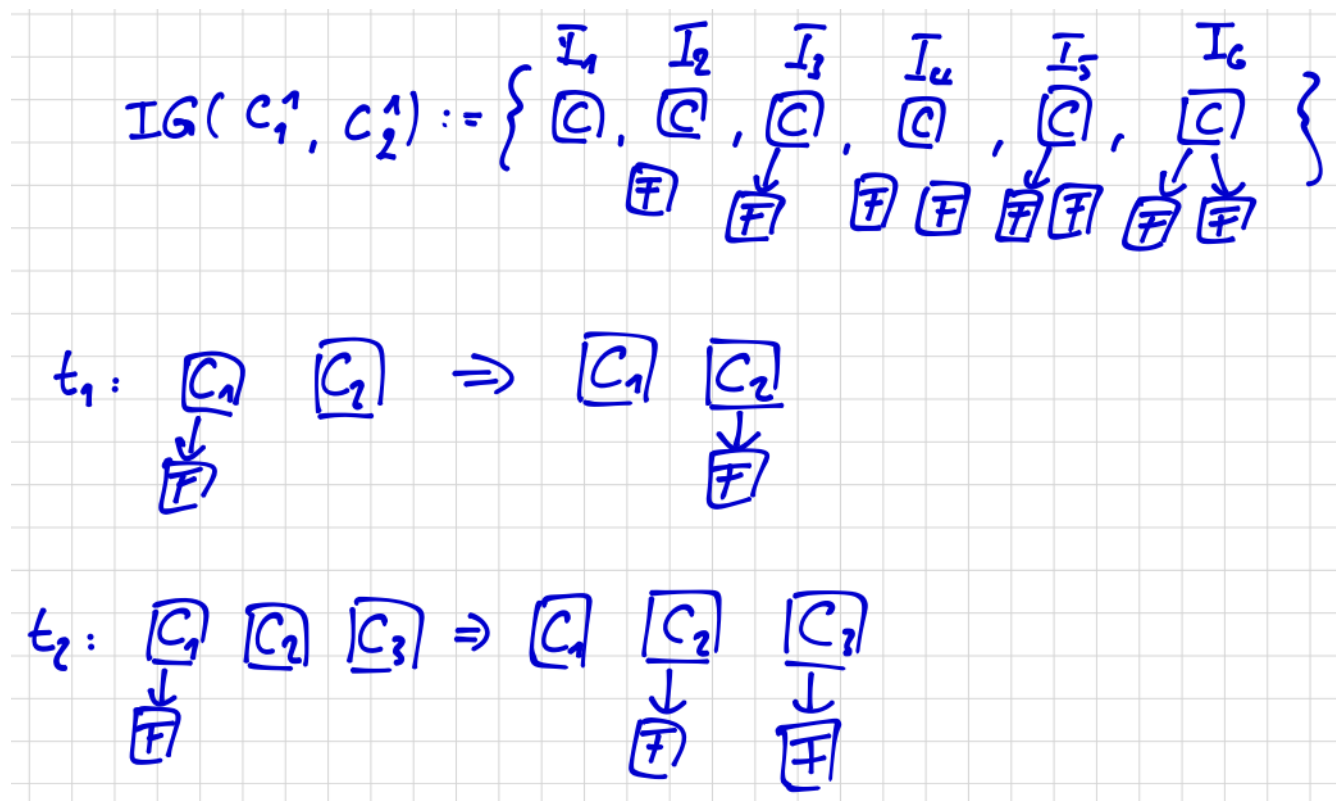 I₁ I₂ I₃ I₄ I₅ I₆
IG( C₁¹, C₂¹) := { C, C, C, C, C, C }
F F F F F F F F
t₁: C₁ C₂ ⇒ C₁ C₂
F F
t₂: C₁ C₂ C₃ ⇒ C₁ C₂ C₃
F F F